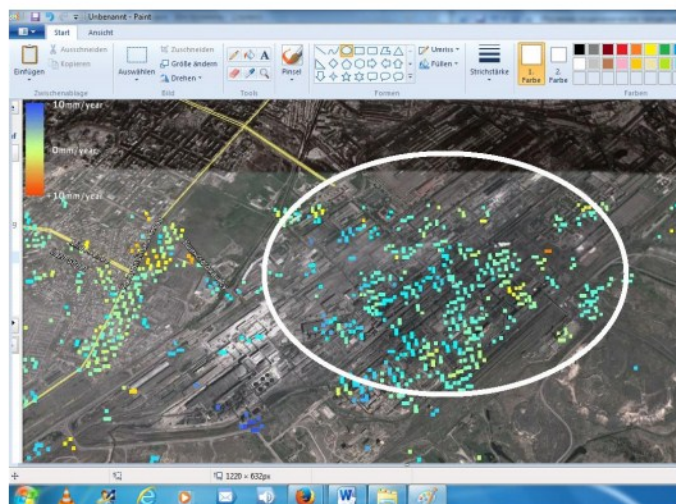 Unbenannt - Paint
Start Ansicht
Einfügen
Ausschneiden
Kopieren
Zwischenablage
Auswählen
Zuschneiden
Größe ändern
Drehen
Bild
A
Tools
Pinsel
Formen
Umriss
Füllen
Strichstärke
1. Farbe
2. Farbe
Farben
10mm/year
0mm/year
+10mm/year
1220 × 632px